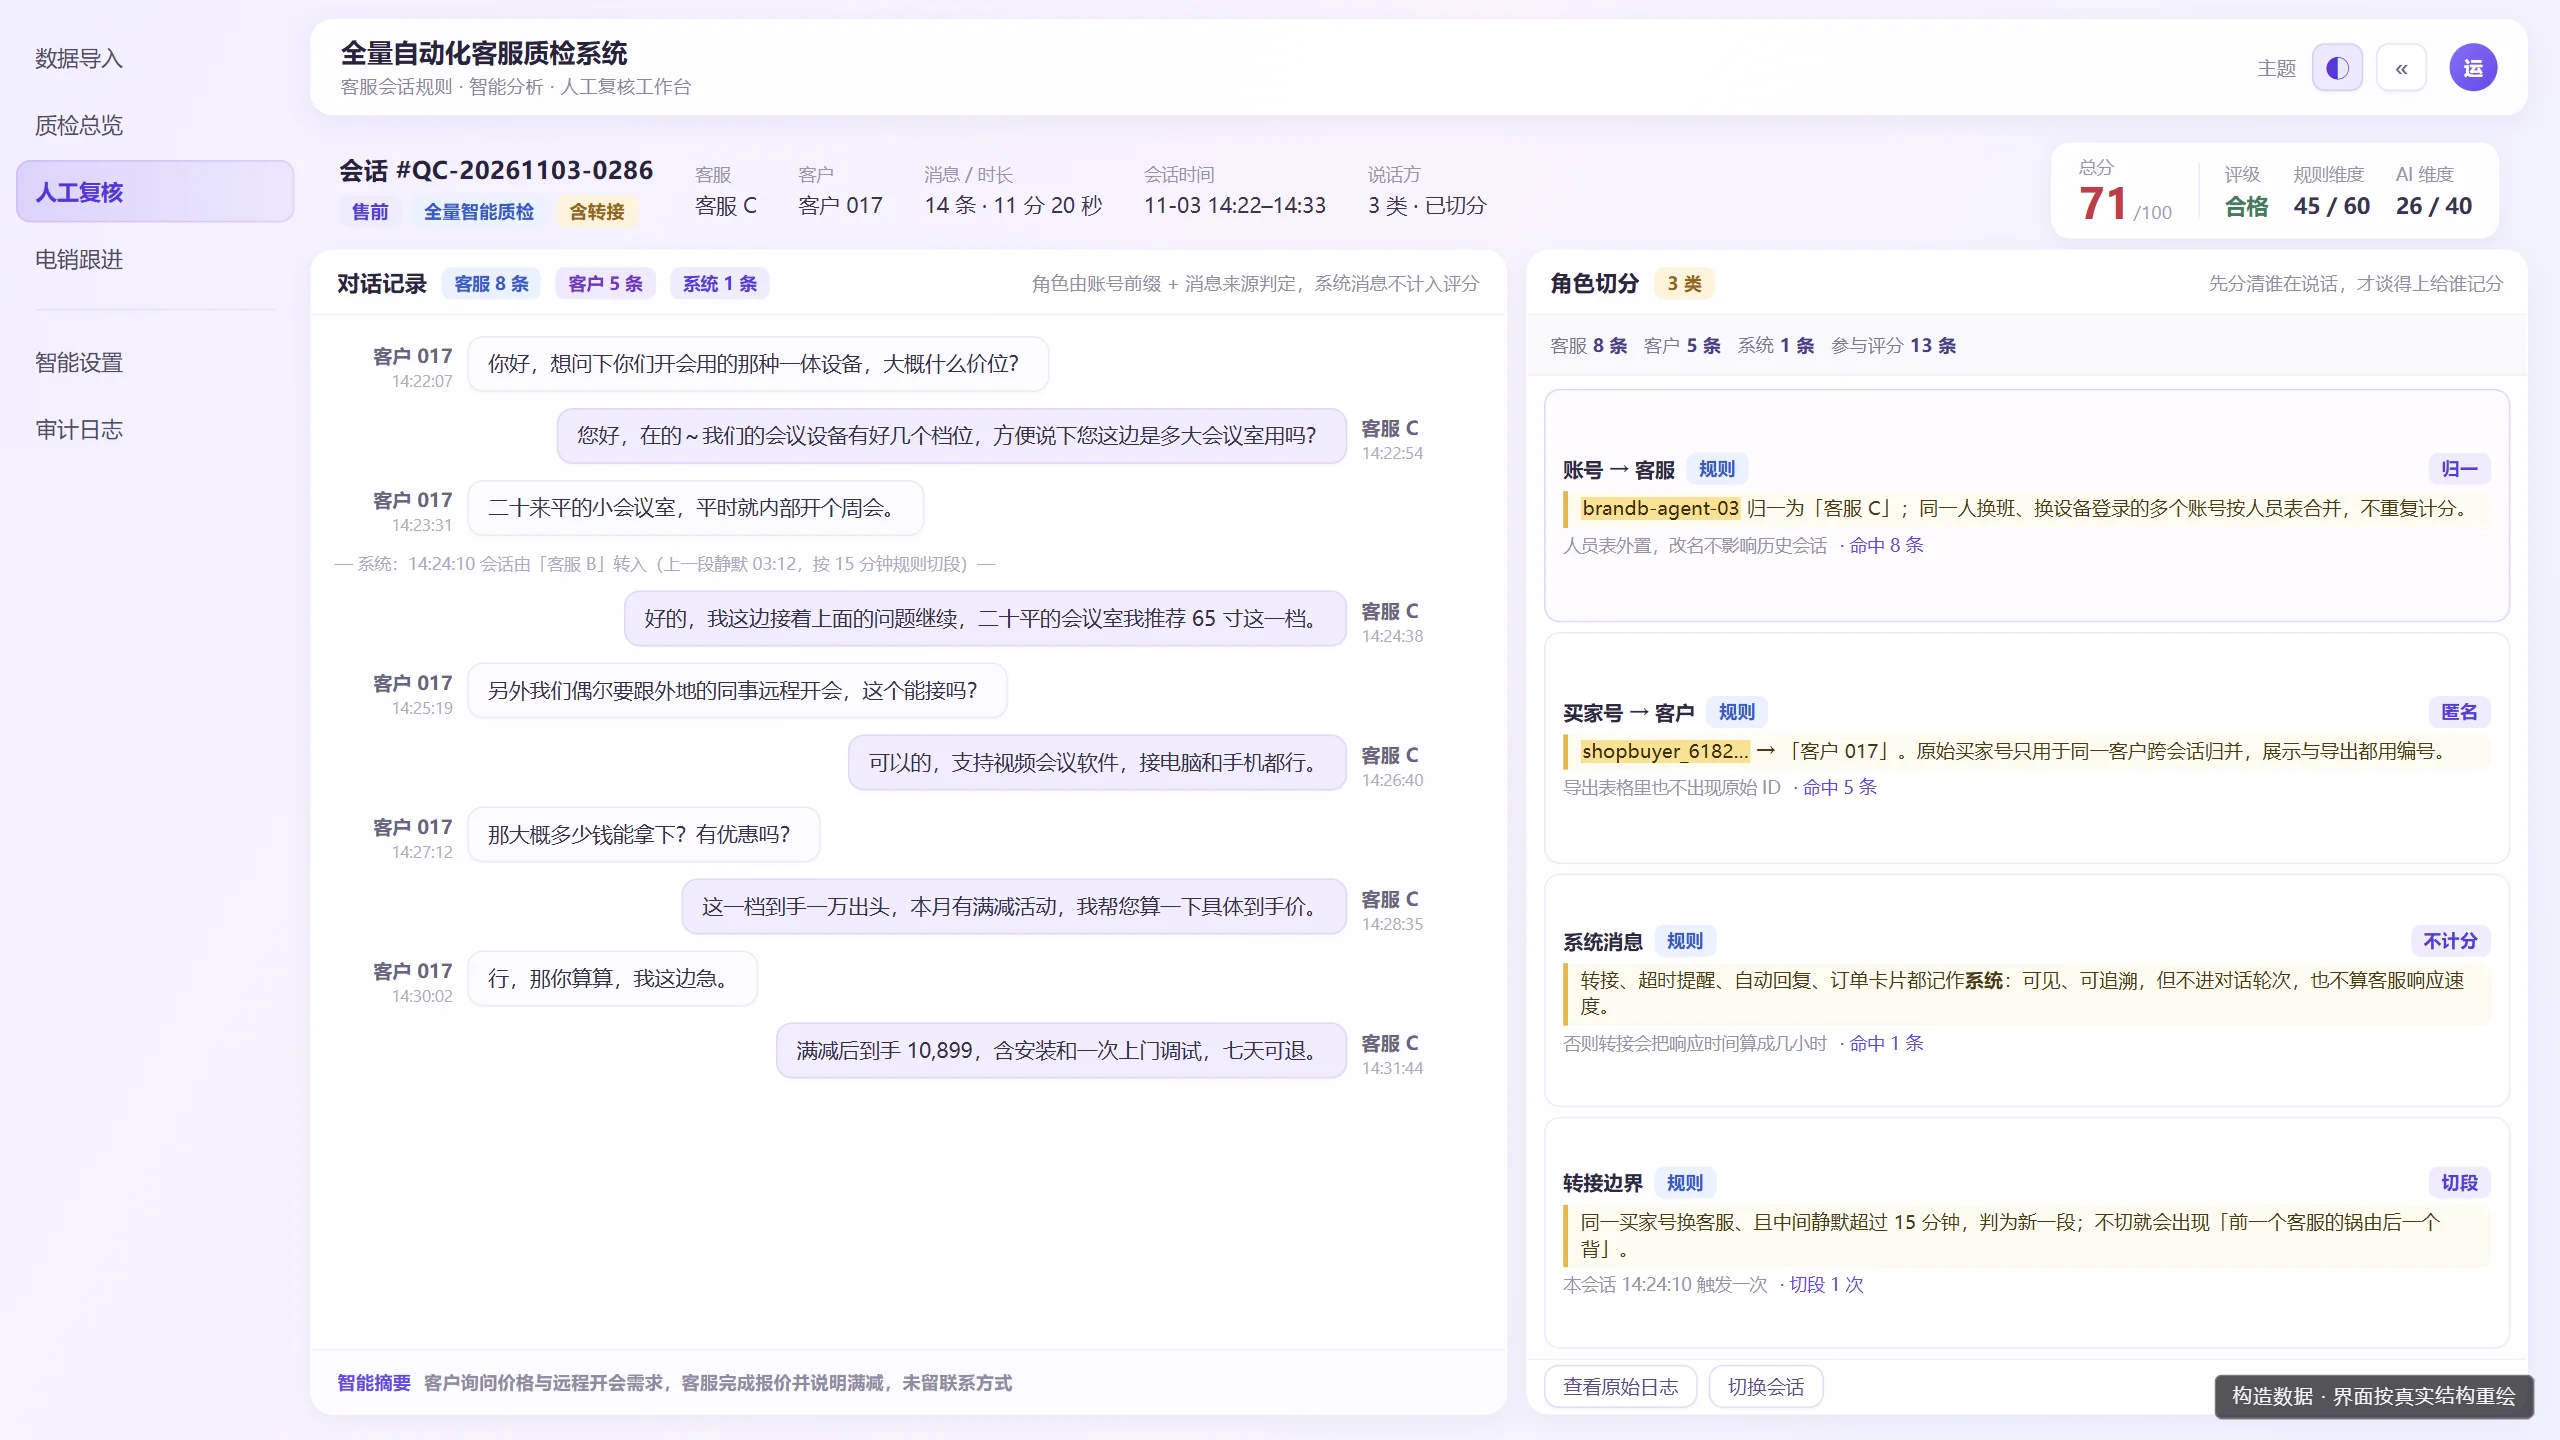 数据导入
质检总览
人工复核
电销跟进
智能设置
审计日志
全量自动化客服质检系统
客服会话规则 · 智能分析 · 人工复核工作台
主题
«
运
会话 #QC-20261103-0286
售前 全量智能质检 含转接
客服
客服 C
客户
客户 017
消息 / 时长
14 条 · 11 分 20 秒
会话时间
11-03 14:22–14:33
说话方
3 类 · 已切分
总分
71 /100
评级
合格
规则维度
45 / 60
AI 维度
26 / 40
对话记录 客服 8 条 客户 5 条 系统 1 条 角色由账号前缀 + 消息来源判定，系统消息不计入评分
客户 017
14:22:07
你好，想问下你们开会用的那种一体设备，大概什么价位？
您好，在的～我们的会议设备有好几个档位，方便说下您这边是多大会议室用吗？
客服 C
14:22:54
客户 017
14:23:31
二十来平的小会议室，平时就内部开个周会。
— 系统：14:24:10 会话由「客服 B」转入（上一段静默 03:12，按 15 分钟规则切段）—
好的，我这边接着上面的问题继续，二十平的会议室我推荐 65 寸这一档。
客服 C
14:24:38
客户 017
14:25:19
另外我们偶尔要跟外地的同事远程开会，这个能接吗？
可以的，支持视频会议软件，接电脑和手机都行。
客服 C
14:26:40
客户 017
14:27:12
那大概多少钱能拿下？有优惠吗？
这一档到手一万出头，本月有满减活动，我帮您算一下具体到手价。
客服 C
14:28:35
客户 017
14:30:02
行，那你算算，我这边急。
满减后到手 10,899，含安装和一次上门调试，七天可退。
客服 C
14:31:44
智能摘要 客户询问价格与远程开会需求，客服完成报价并说明满减，未留联系方式
角色切分 3 类 先分清谁在说话，才谈得上给谁记分
客服 8 条 客户 5 条 系统 1 条 参与评分 13 条
账号 → 客服 规则 归一
brandb-agent-03 归一为「客服 C」；同一人换班、换设备登录的多个账号按人员表合并，不重复计分。
人员表外置，改名不影响历史会话 · 命中 8 条
买家号 → 客户 规则 匿名
shopbuyer_6182… → 「客户 017」。原始买家号只用于同一客户跨会话归并，展示与导出都用编号。
导出表格里也不出现原始 ID · 命中 5 条
系统消息 规则 不计分
转接、超时提醒、自动回复、订单卡片都记作系统：可见、可追溯，但不进对话轮次，也不算客服响应速
度。
否则转接会把响应时间算成几小时 · 命中 1 条
转接边界 规则 切段
同一买家号换客服、且中间静默超过 15 分钟，判为新一段；不切就会出现「前一个客服的锅由后一个
背」。
本会话 14:24:10 触发一次 · 切段 1 次
查看原始日志 切换会话
构造数据 · 界面按真实结构重绘